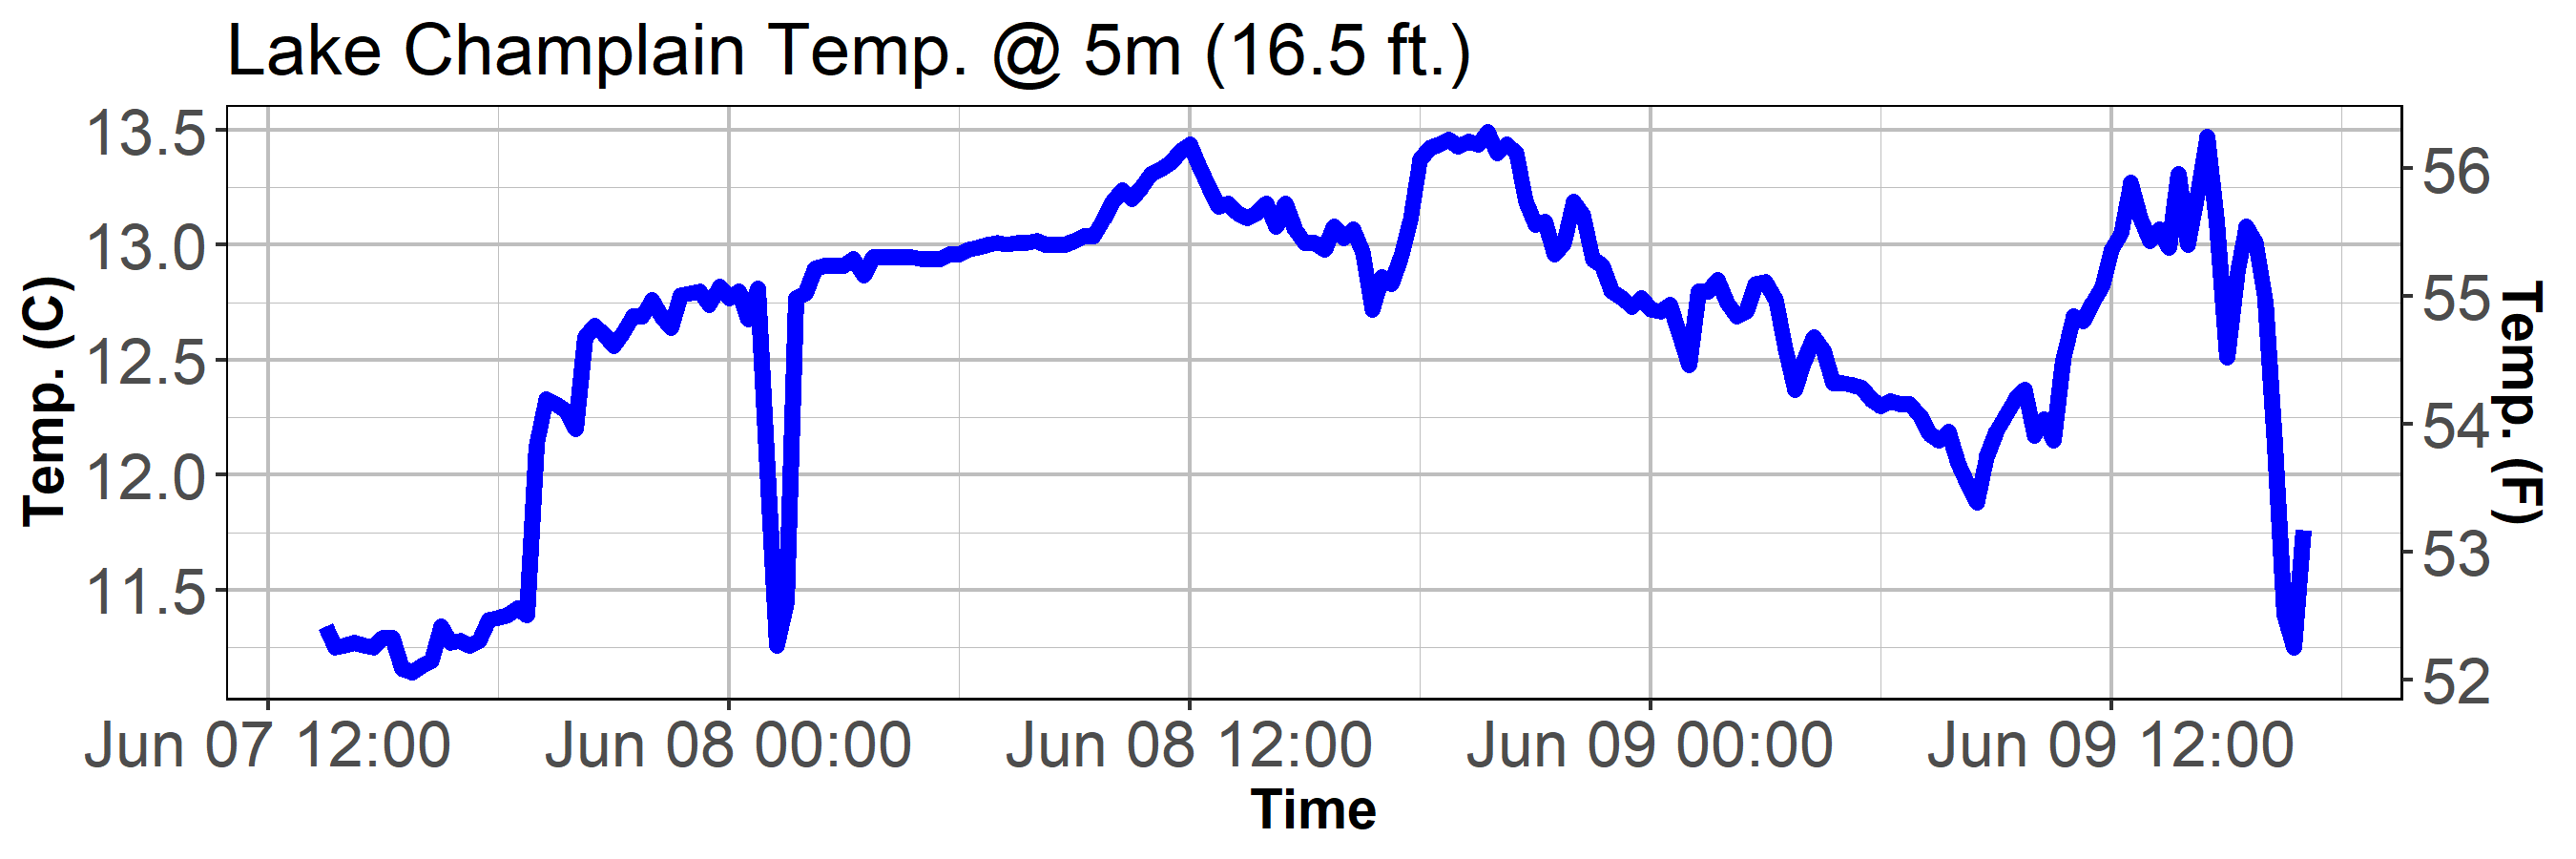 Lake Champlain Temp. @ 5m (16.5 ft.)
13.5
13.0
12.5
12.0
11.5
Temp. (C)
56
55
54
53
52
Temp. (F)
Jun 07 12:00 Jun 08 00:00 Jun 08 12:00 Jun 09 00:00 Jun 09 12:00
Time